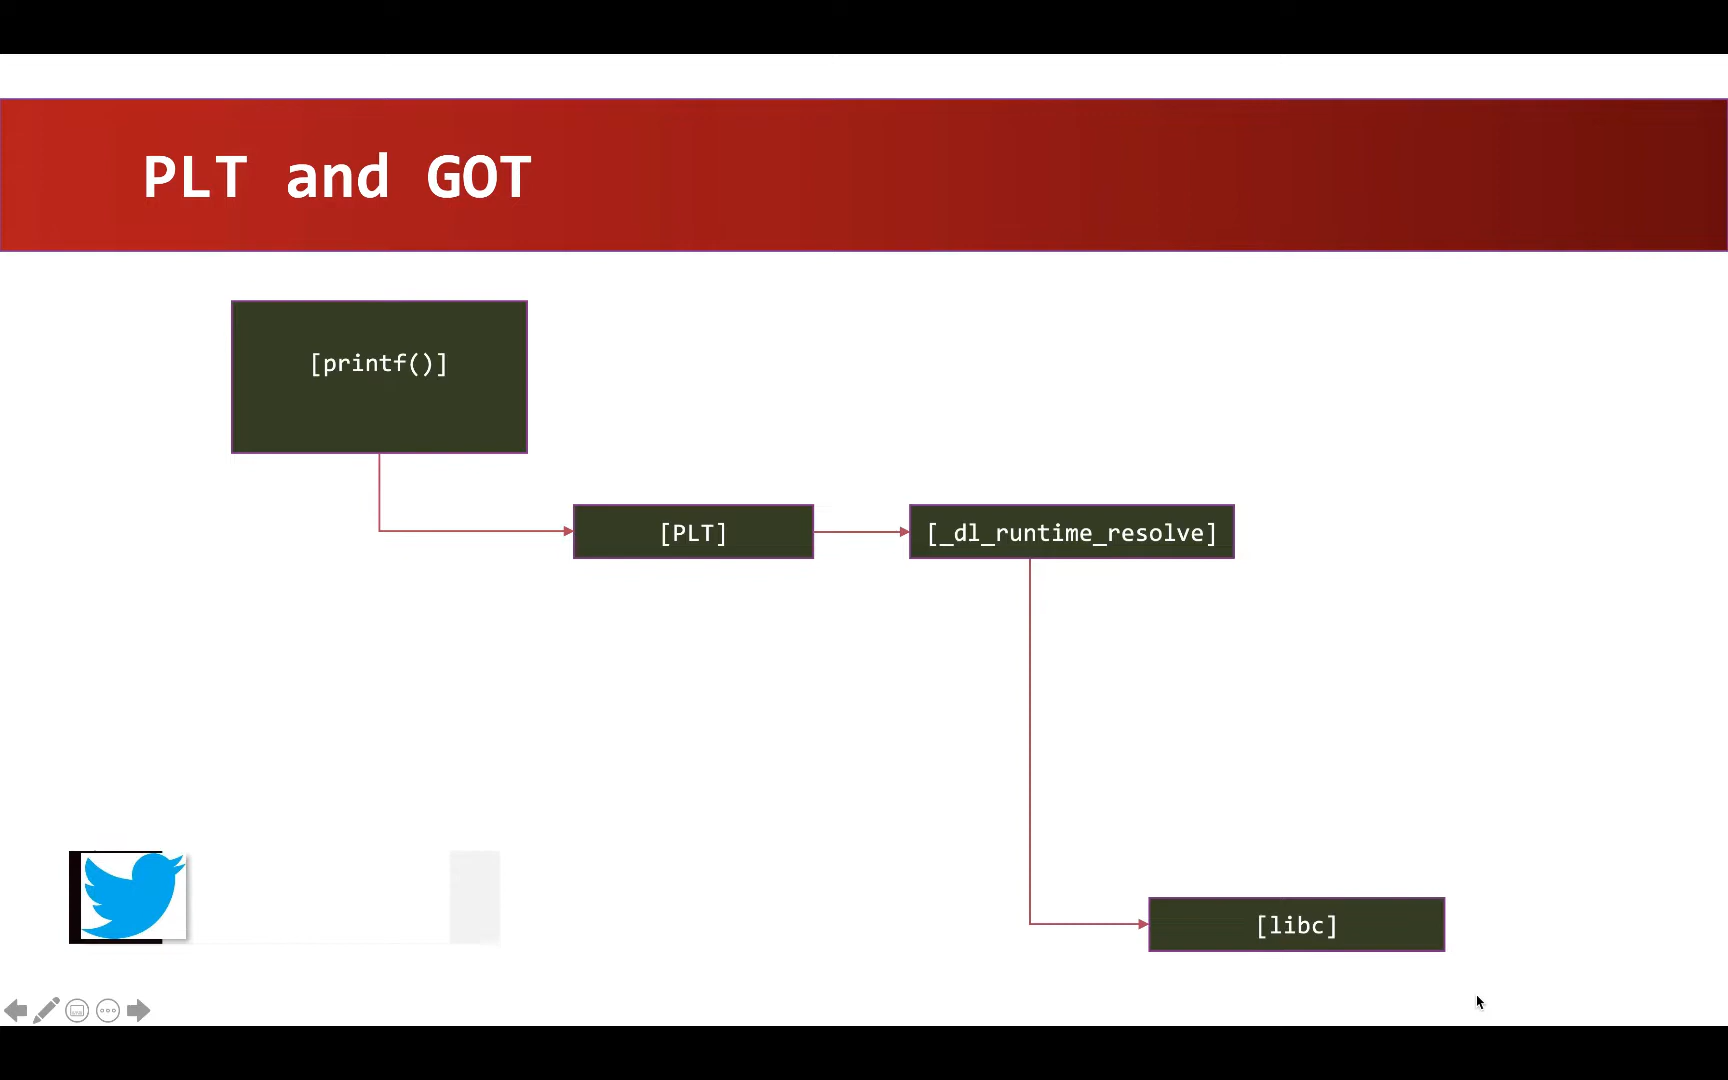 PLT and GOT
[printf()]
[PLT]
[_dl_runtime_resolve]
[libc]